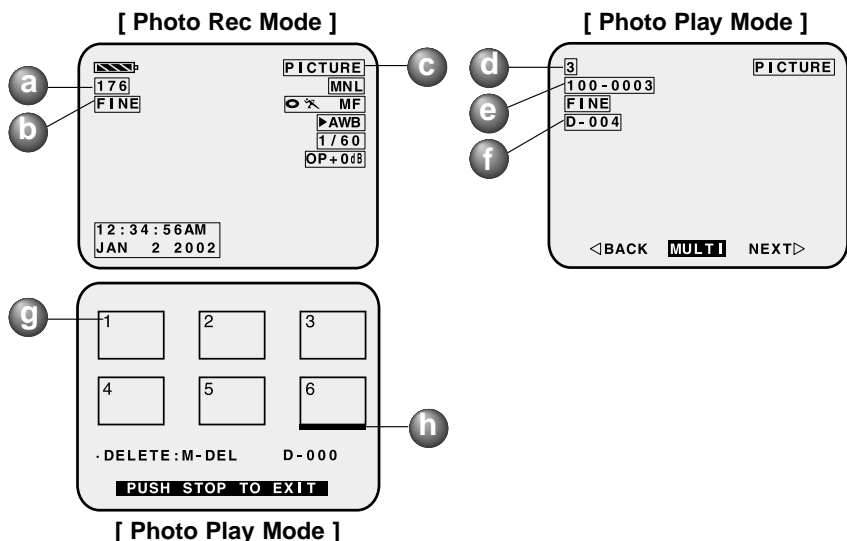 [ Photo Rec Mode ]
a
b
c
176
FINE
PICTURE
MNL
MF
▶AWB
1/60
OP+0dB
12:34:56AM
JAN 2 2002
[ Photo Play Mode ]
d
e
f
3
100-0003
FINE
D-004
PICTURE
◁BACK MULTI NEXT▷
g
h
1 2 3
4 5 6
·DELETE:M-DEL D-000
PUSH STOP TO EXIT
[ Photo Play Mode ]